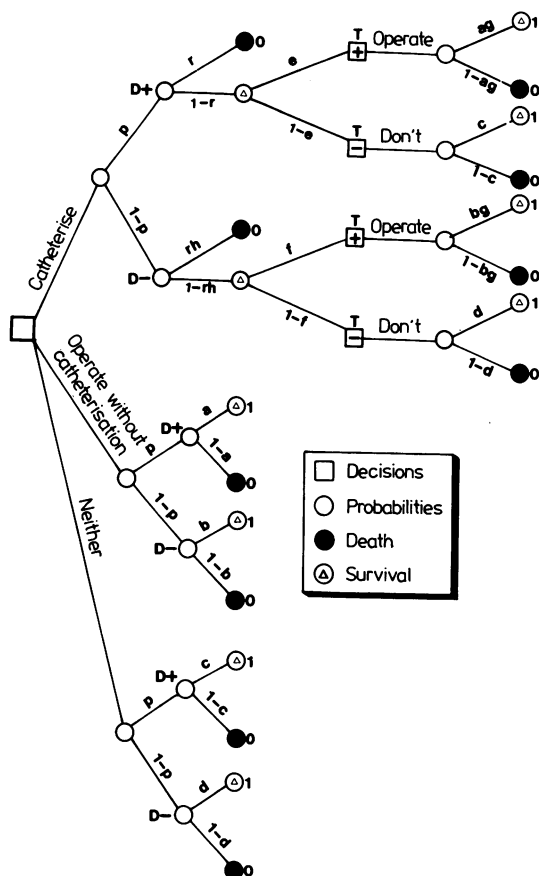 r
0
D+
1-r
e
T
+
Operate
ag
1
1-ag
0
p
1-e
T
-
Don't
c
1
1-c
0
Catheterise
1-p
rh
0
D-
1-rh
f
T
+
Operate
bg
1
1-bg
0
1-f
T
-
Don't
d
1
1-d
0
Operate without
catheterisation
p
D+
a
1
1-a
0
1-p
D-
b
1
1-b
0
Neither
p
D+
c
1
1-c
0
1-p
D-
d
1
1-d
0
Decisions
Probabilities
Death
Survival